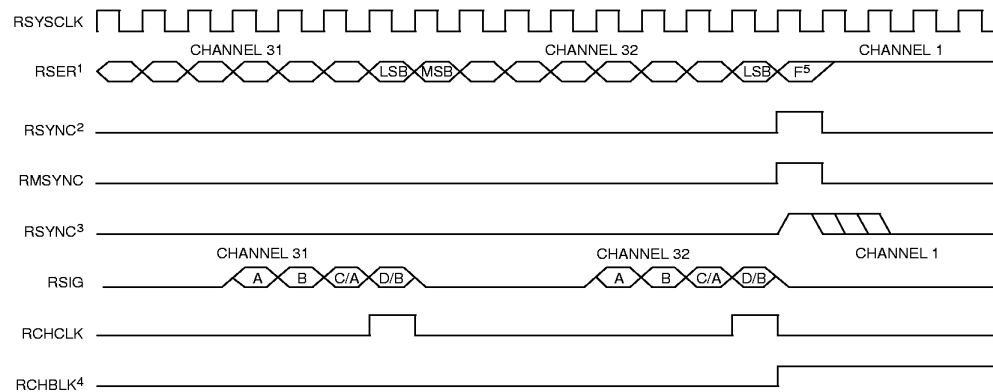 RSYSCLK
CHANNEL 31 CHANNEL 32 CHANNEL 1
RSER1 LSB MSB LSB F5
RSYNC2
RMSYNC
RSYNC3
CHANNEL 31 CHANNEL 32 CHANNEL 1
RSIG A B C/A D/B A B C/A D/B
RCHCLK
RCHBLK4